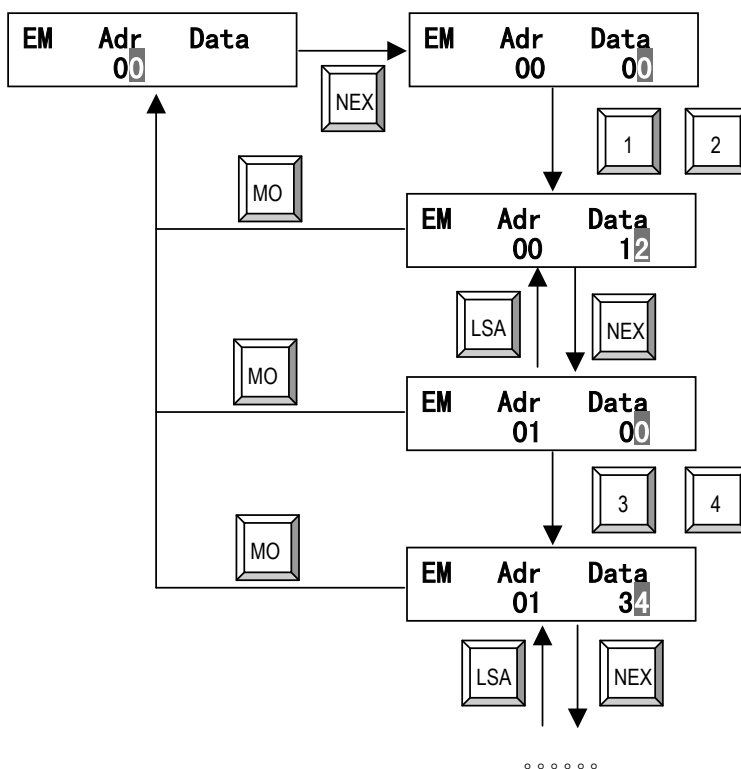 EM Adr Data
00
EM Adr Data
00 00
NEX
1 2
MO
EM Adr Data
00 12
LSA NEX
MO
EM Adr Data
01 00
3 4
MO
EM Adr Data
01 34
LSA NEX
。。。。。。